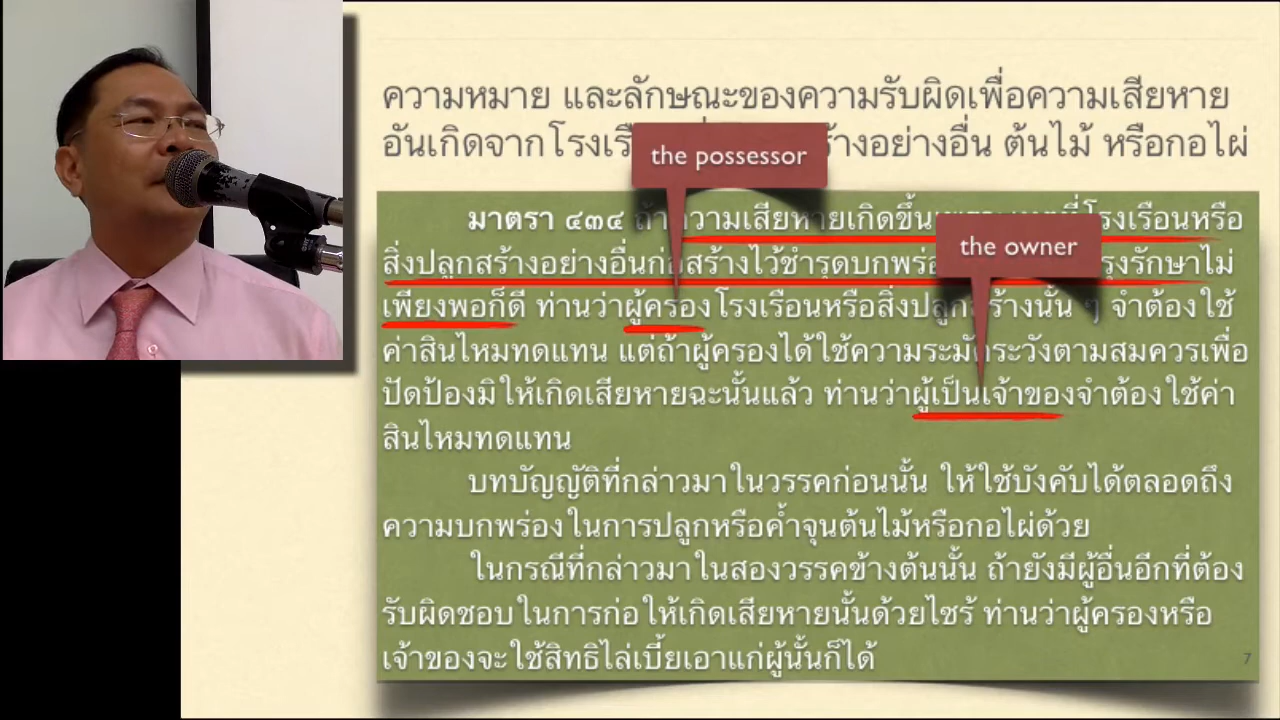 ความหมาย และลักษณะของความรับผิดเพื่อความเสียหาย
อันเกิดจากโรงเรือ ร้างอย่างอื่น ต้นไม้ หรือกอไผ่
the possessor
มาตรา ๔๓๔ ถ้าความเสียหายเกิดขึ้น ที่โรงเรือนหรือ
the owner
สิ่งปลูกสร้างอย่างอื่นก่อสร้างไว้ชำรุดบกพร่อ รุงรักษาไม่
เพียงพอก็ดี ท่านว่าผู้ครองโรงเรือนหรือสิ่งปลูกสร้างนั้น ๆ จำต้องใช้
ค่าสินไหมทดแทน แต่ถ้าผู้ครองได้ใช้ความระมัดระวังตามสมควรเพื่อ
ปัดป้องมิให้เกิดเสียหายฉะนั้นแล้ว ท่านว่าผู้เป็นเจ้าของจำต้องใช้ค่า
สินไหมทดแทน
บทบัญญัติที่กล่าวมาในวรรคก่อนนั้น ให้ใช้บังคับได้ตลอดถึง
ความบกพร่องในการปลูกหรือค้ำจุนต้นไม้หรือกอไผ่ด้วย
ในกรณีที่กล่าวมาในสองวรรคข้างต้นนั้น ถ้ายังมีผู้อื่นอีกที่ต้อง
รับผิดชอบในการก่อให้เกิดเสียหายนั้นด้วยไซร้ ท่านว่าผู้ครองหรือ
เจ้าของจะใช้สิทธิไล่เบี้ยเอาแก่ผู้นั้นก็ได้
7